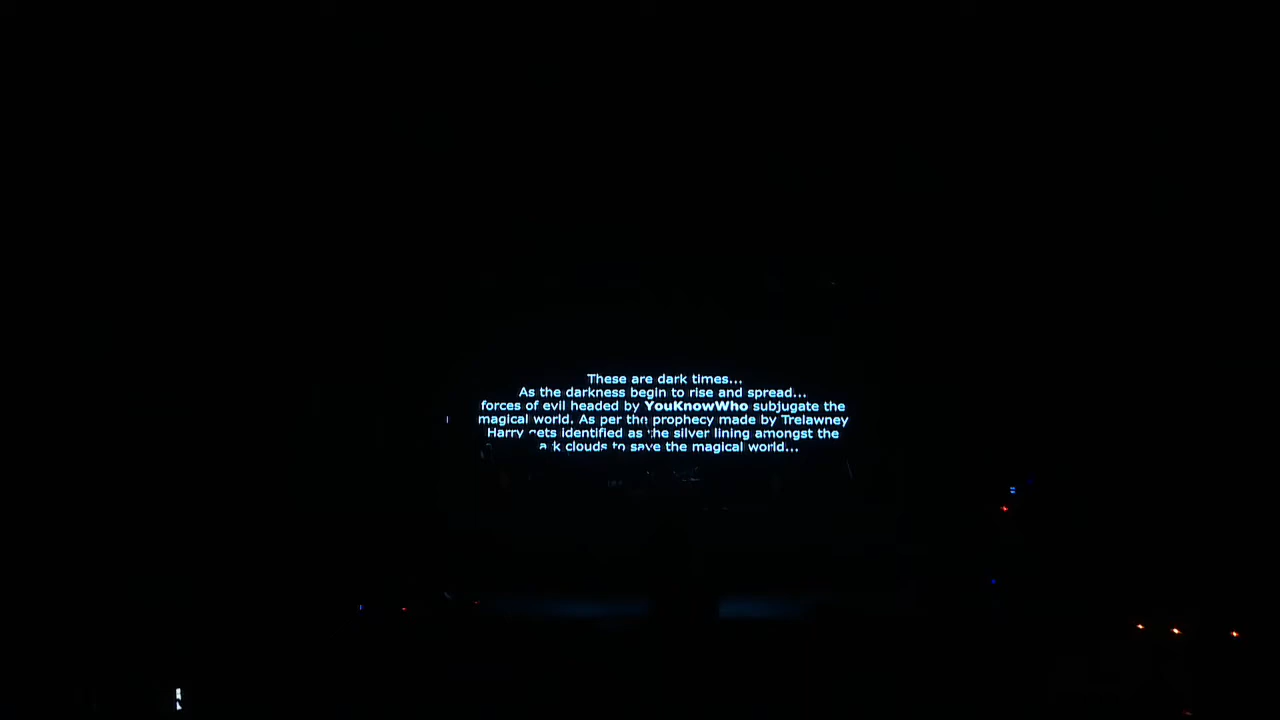 These are dark times...
As the darkness begin to rise and spread...
forces of evil headed by YouKnowWho subjugate the
magical world. As per the prophecy made by Trelawney
Harry gets identified as the silver lining amongst the
dark clouds to save the magical world...